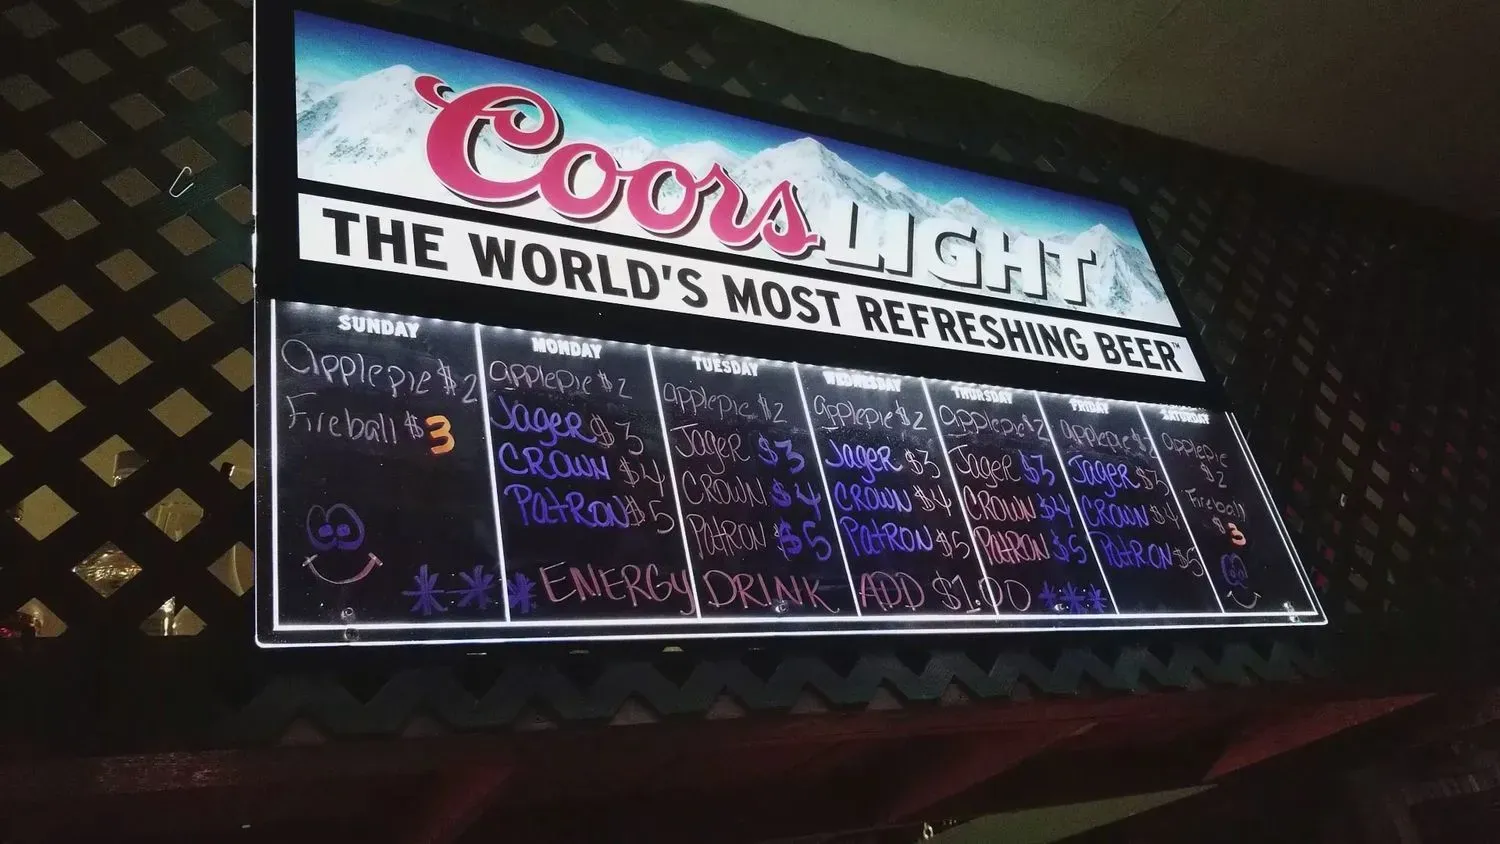 Coors LIGHT
THE WORLD'S MOST REFRESHING BEER™
SUNDAY
applepie $2
Fireball $3
MONDAY
applepie $2
JAGER $3
CROWN $4
PATRON $5
TUESDAY
applepie $2
JAGER $3
CROWN $4
PATRON $5
WEDNESDAY
applepie $2
JAGER $3
CROWN $4
PATRON $5
THURSDAY
applepie $2
JAGER $3
CROWN $4
PATRON $5
FRIDAY
applepie $2
JAGER $3
CROWN $4
PATRON $5
SATURDAY
applepie
$2
Fireball
$3
*** ENERGY DRINK ADD $1.00 ***